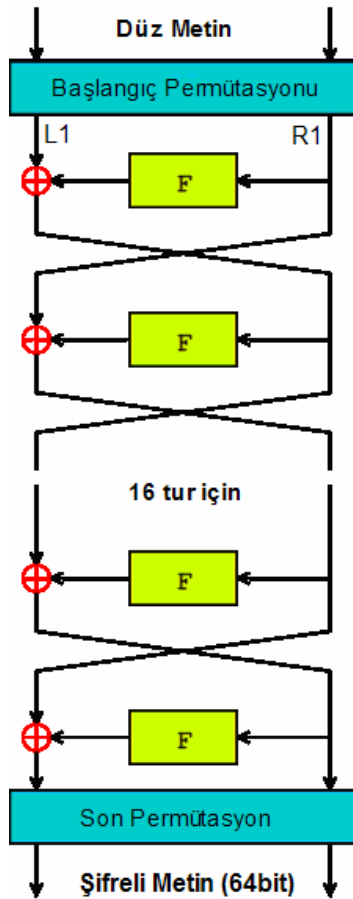 Düz Metin
Başlangıç Permütasyonu
L1
R1
F
F
16 tur için
F
F
Son Permütasyon
Şifreli Metin (64bit)